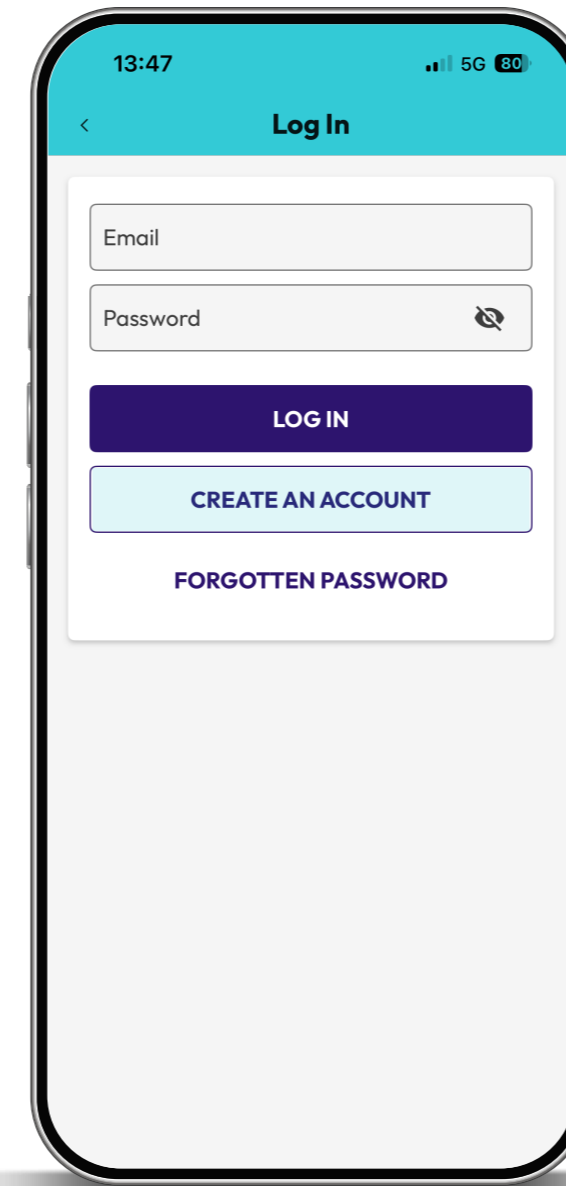 13:47 5G 80
Log In
Email
Password
LOG IN
CREATE AN ACCOUNT
FORGOTTEN PASSWORD